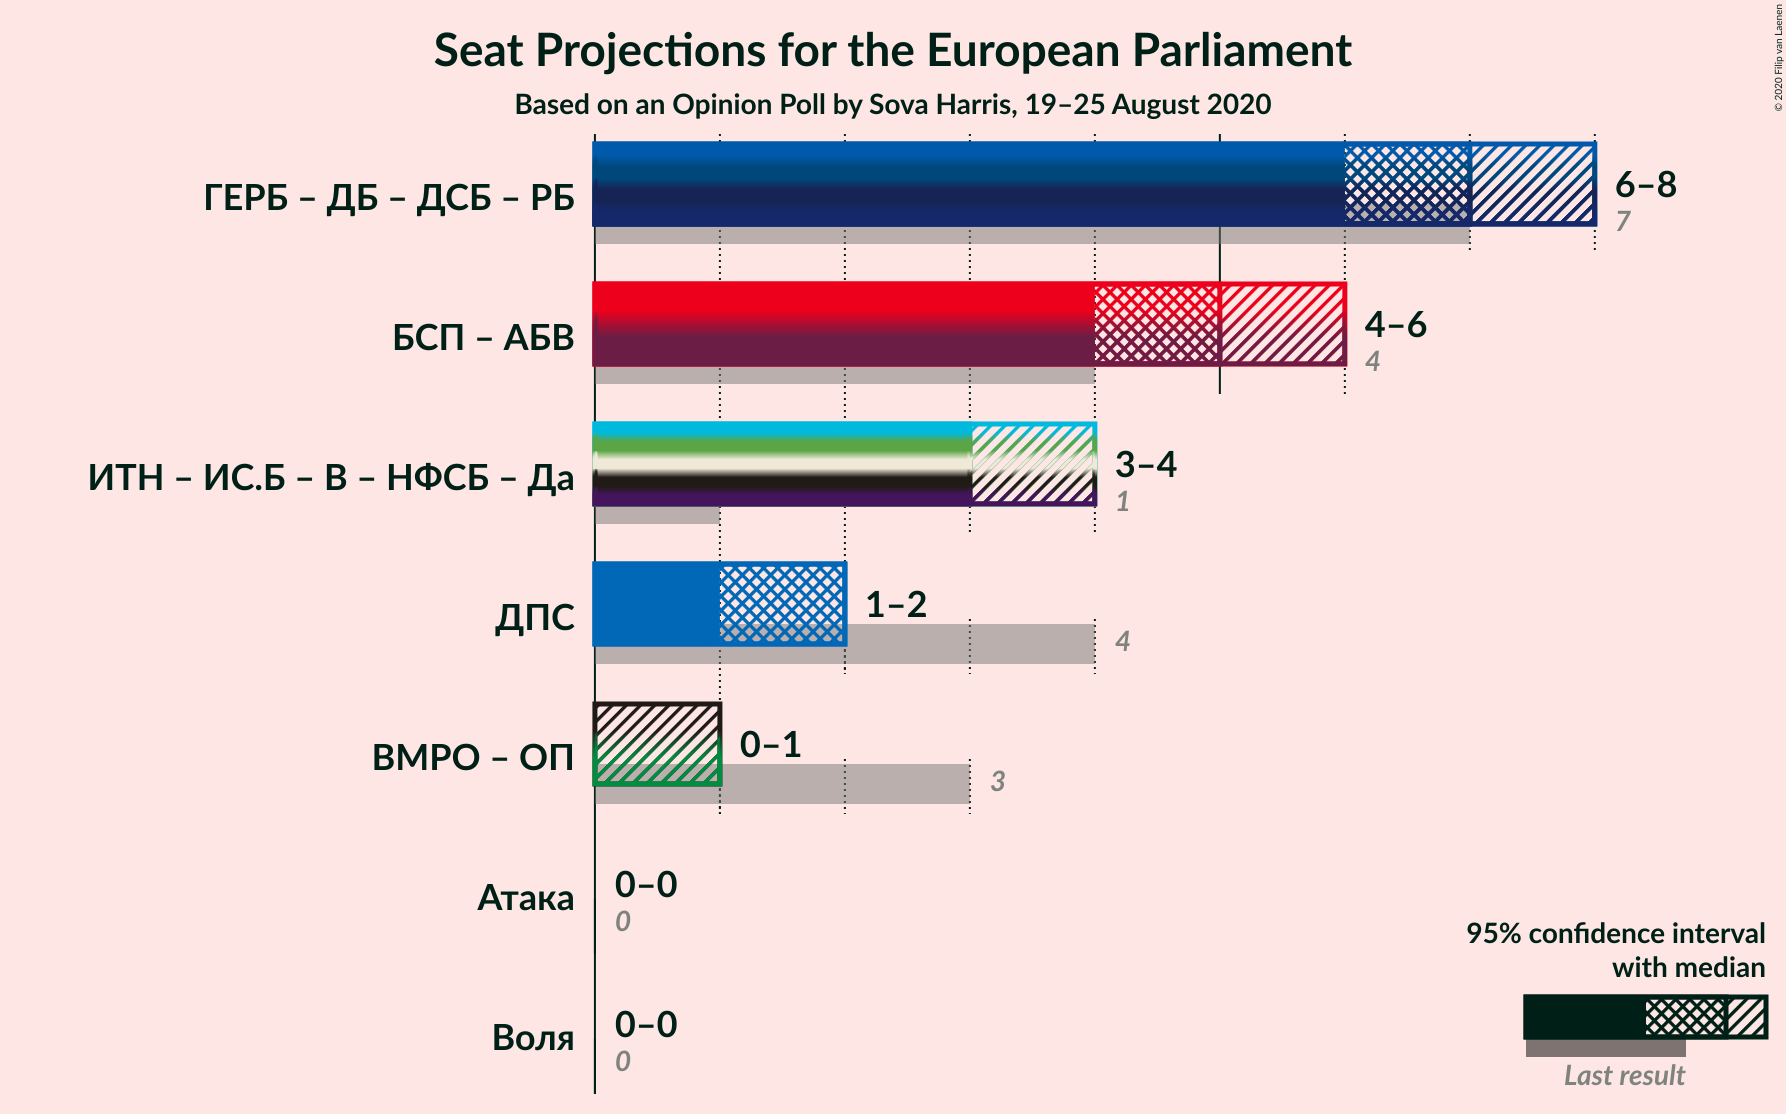 Seat Projections for the European Parliament
Based on an Opinion Poll by Sova Harris, 19–25 August 2020
© 2020 Filip van Laenen
ГЕРБ – ДБ – ДСБ – РБ
6–8
7
БСП – АБВ
4–6
4
ИТН – ИС.Б – В – НФСБ – Да
3–4
1
ДПС
1–2
4
ВМРО – ОП
0–1
3
Атака
0–0
0
Воля
0–0
0
95% confidence interval
with median
Last result